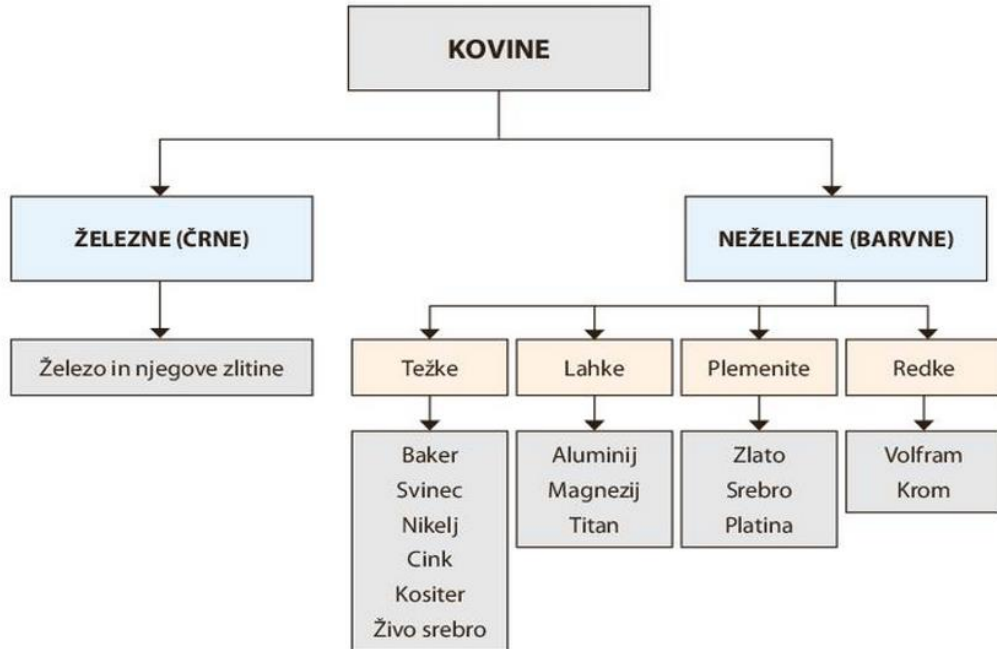 KOVINE
ŽELEZNE (ČRNE)
NEŽELEZNE (BARVNE)
Železo in njegove zlitine
Težke
Lahke
Plemenite
Redke
Baker
Svinec
Nikelj
Cink
Kositer
Živo srebro
Aluminij
Magnezij
Titan
Zlato
Srebro
Platina
Volfram
Krom